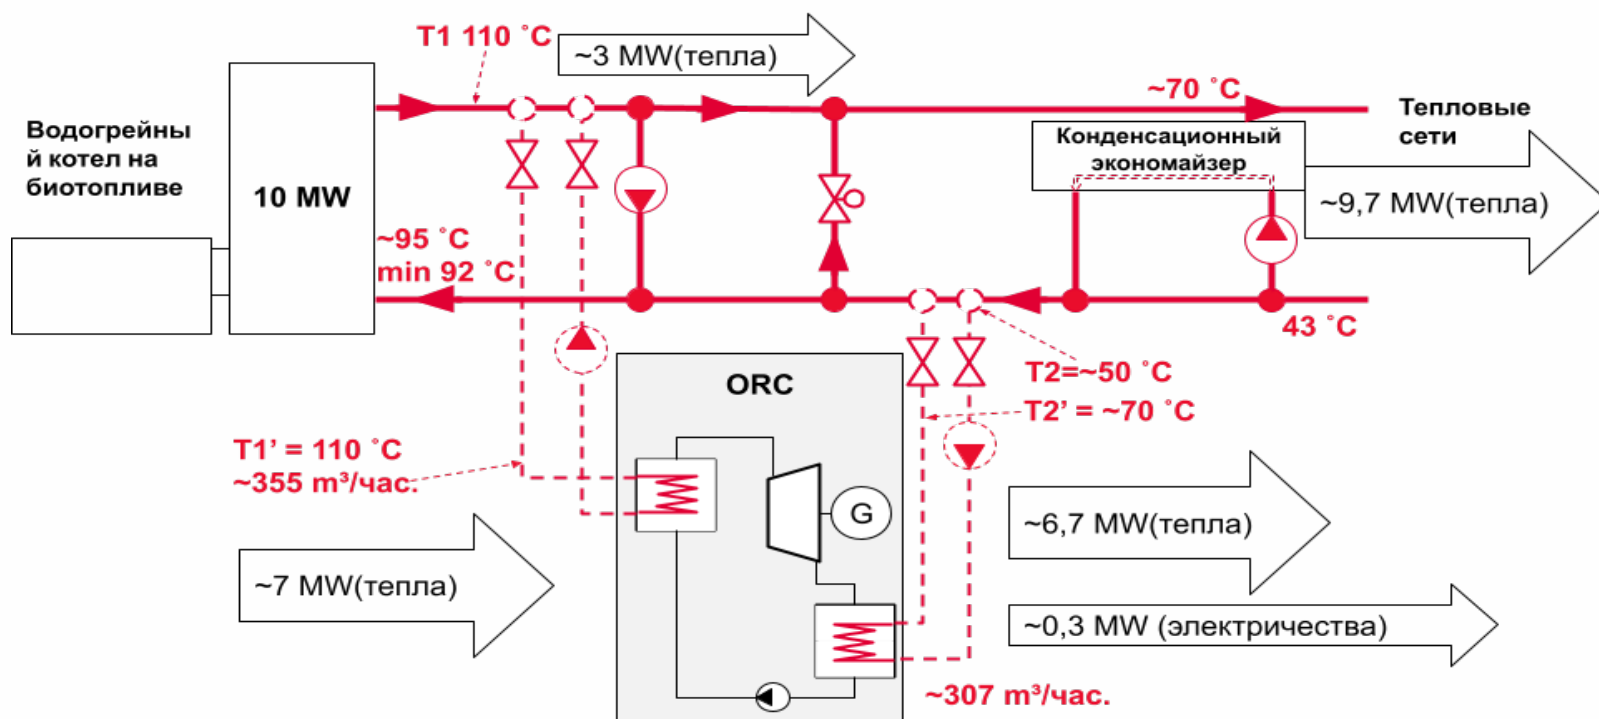 T1 110 ˚C
~3 MW(тепла)
~70 ˚C
Тепловые
сети
Водогрейны
й котел на
биотопливе
10 MW
Конденсационный
экономайзер
~9,7 MW(тепла)
~95 ˚C
min 92 ˚C
43 ˚C
ORC
T2=~50 ˚C
T2’ = ~70 ˚C
T1’ = 110 ˚C
~355 m³/час.
G
~7 MW(тепла)
~6,7 MW(тепла)
~0,3 MW (электричества)
~307 m³/час.